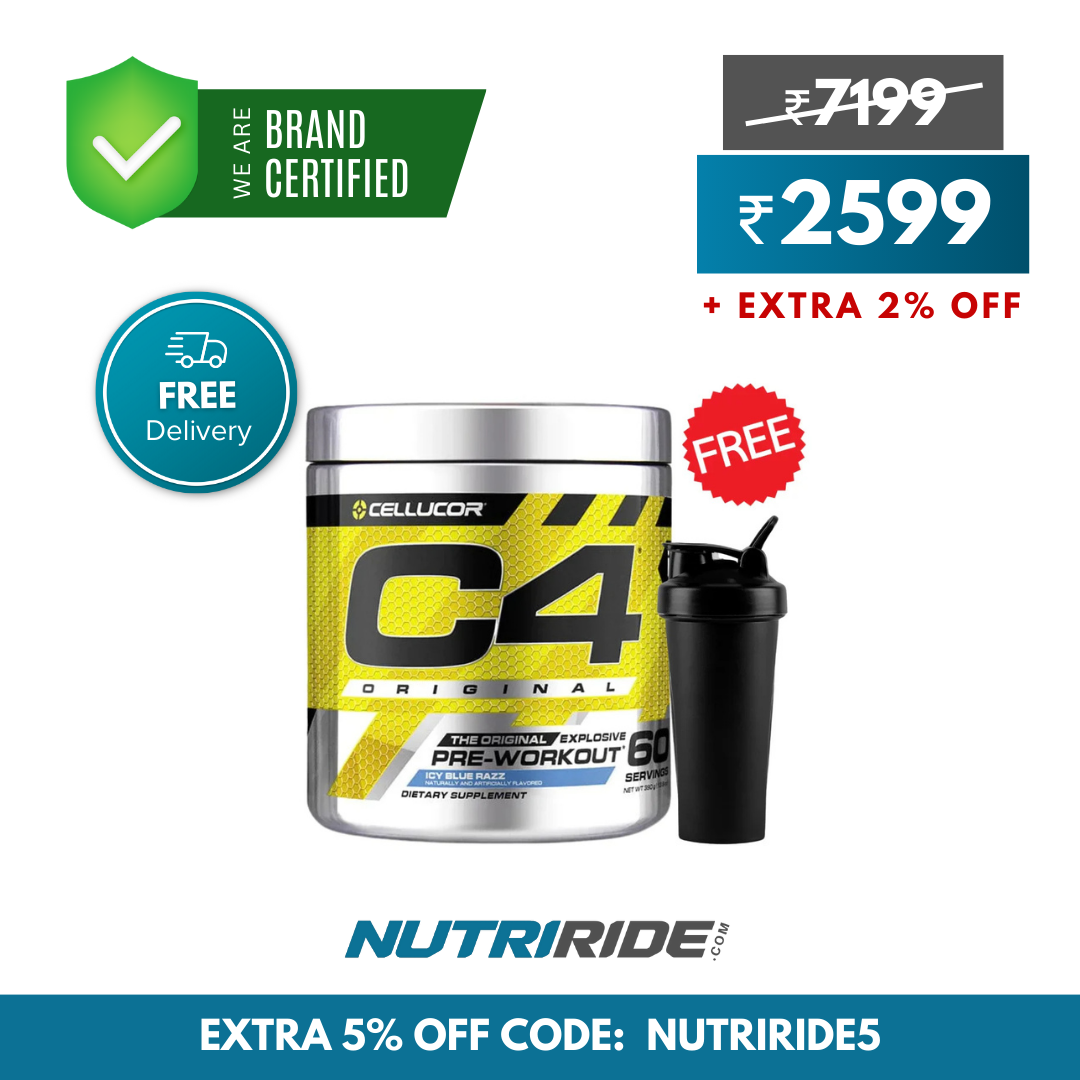 WE ARE
BRAND
CERTIFIED
₹7199
₹2599
+ EXTRA 2% OFF
FREE
Delivery
FREE
CELLUCOR
C4
ORIGINAL
THE ORIGINAL EXPLOSIVE
PRE-WORKOUT
60
SERVINGS
ICY BLUE RAZZ
NATURALLY AND ARTIFICIALLY FLAVORED
DIETARY SUPPLEMENT
NET WT
NUTRIRIDE.COM
EXTRA 5% OFF CODE: NUTRIRIDE5